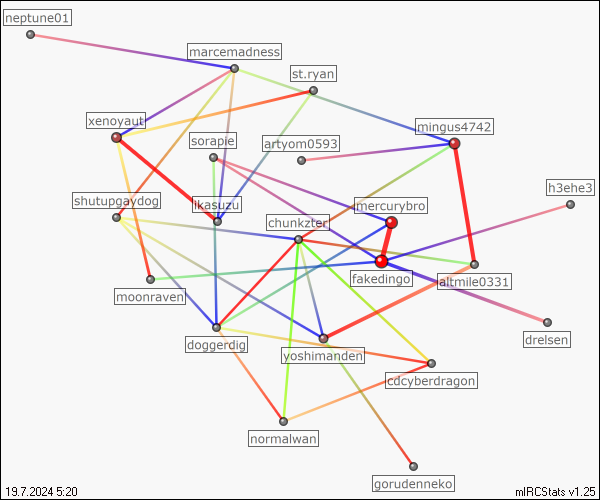 neptune01
marcemadness
st.ryan
xenoyaut
mingus4742
sorapie
artyom0593
h3ehe3
shutupgaydog
ikasuzu
mercurybro
chunkzter
fakedingo
altmile0331
moonraven
drelsen
doggerdig
yoshimanden
cdcyberdragon
normalwan
gorudenneko
19.7.2024 5:20
mIRCStats v1.25